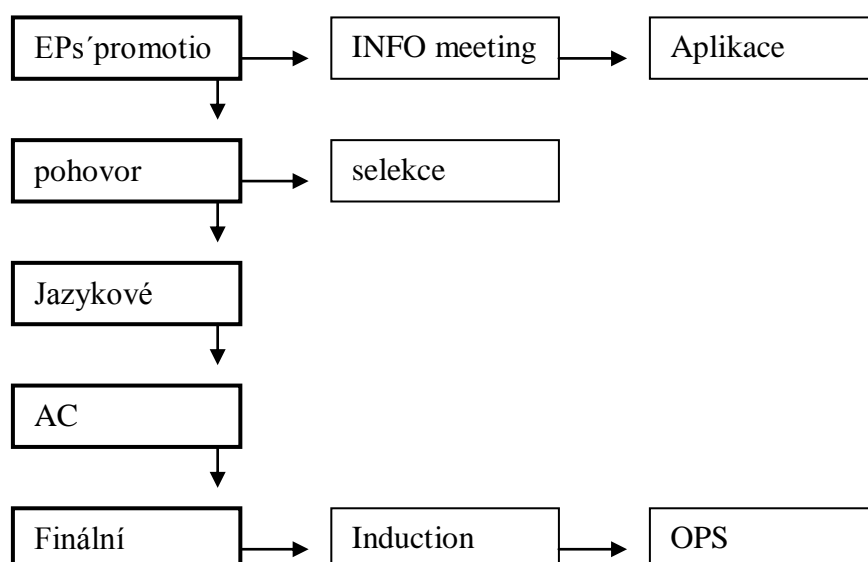 EPs´promotio
INFO meeting
Aplikace
pohovor
selekce
Jazykové
AC
Finální
Induction
OPS